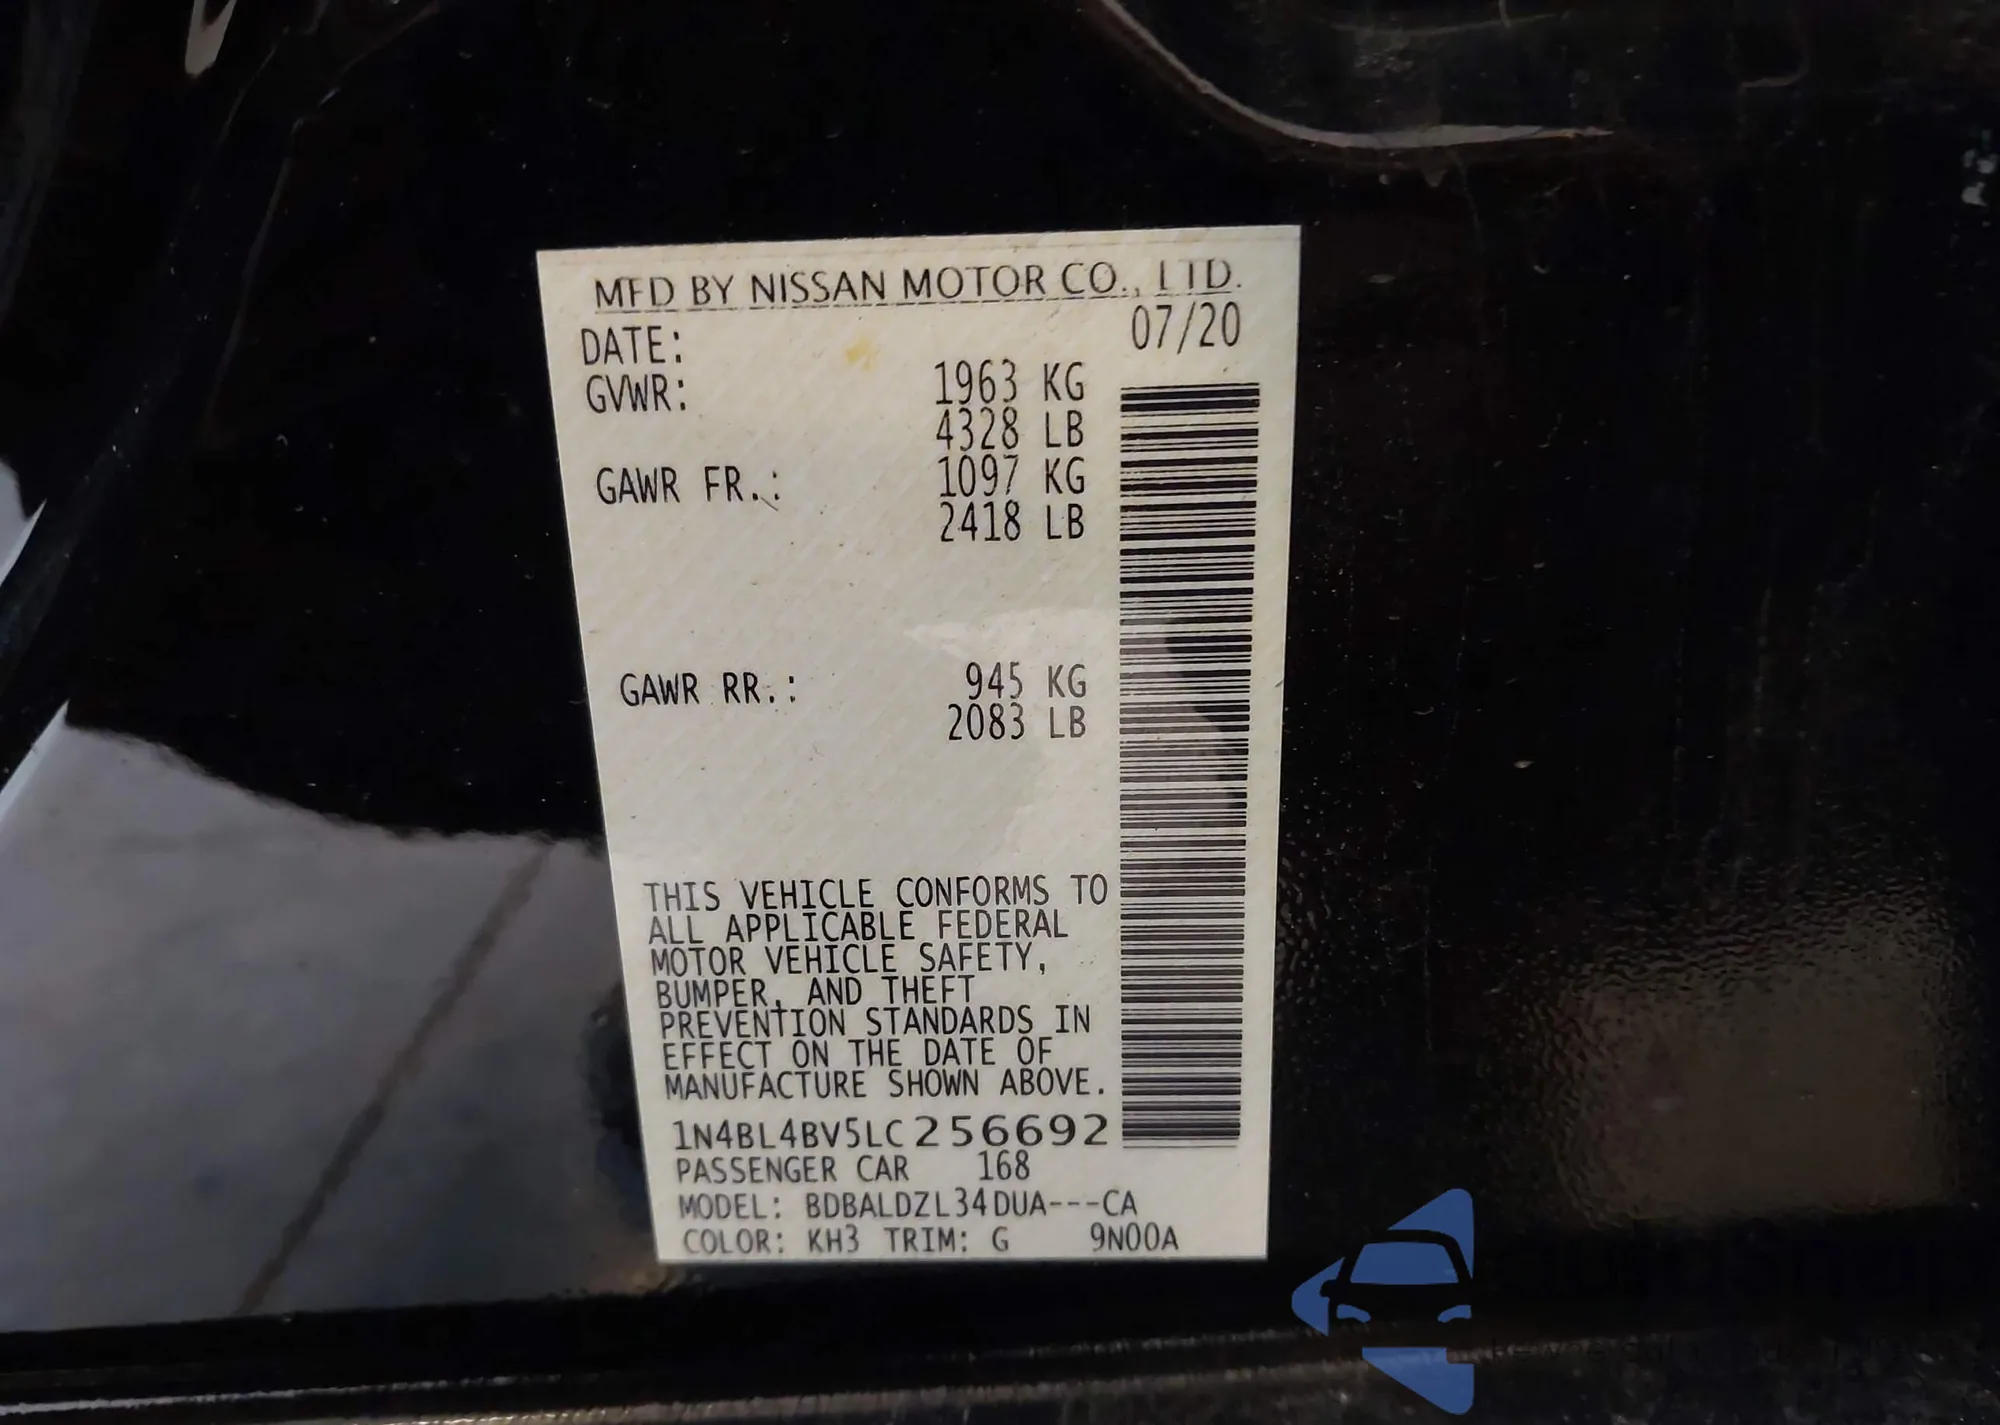 MFD BY NISSAN MOTOR CO., LTD.
DATE: 07/20
GVWR: 1963 KG
4328 LB
GAWR FR.: 1097 KG
2418 LB
GAWR RR.: 945 KG
2083 LB
THIS VEHICLE CONFORMS TO
ALL APPLICABLE FEDERAL
MOTOR VEHICLE SAFETY,
BUMPER, AND THEFT
PREVENTION STANDARDS IN
EFFECT ON THE DATE OF
MANUFACTURE SHOWN ABOVE.
1N4BL4BV5LC256692
PASSENGER CAR 168
MODEL: BDBALDZL34DUA---CA
COLOR: KH3 TRIM: G 9N00A